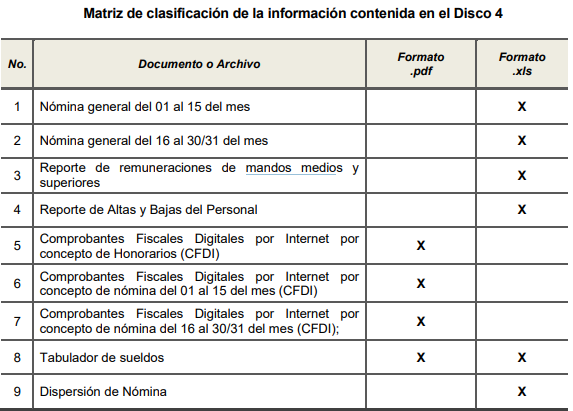 Matriz de clasificación de la información contenida en el Disco 4
No. Documento o Archivo Formato .pdf Formato .xls
1 Nómina general del 01 al 15 del mes X
2 Nómina general del 16 al 30/31 del mes X
3 Reporte de remuneraciones de mandos medios y
superiores X
4 Reporte de Altas y Bajas del Personal X
5 Comprobantes Fiscales Digitales por Internet por
concepto de Honorarios (CFDI) X
6 Comprobantes Fiscales Digitales por Internet por
concepto de nómina del 01 al 15 del mes (CFDI) X
7 Comprobantes Fiscales Digitales por Internet por
concepto de nómina del 16 al 30/31 del mes (CFDI); X
8 Tabulador de sueldos X X
9 Dispersión de Nómina X